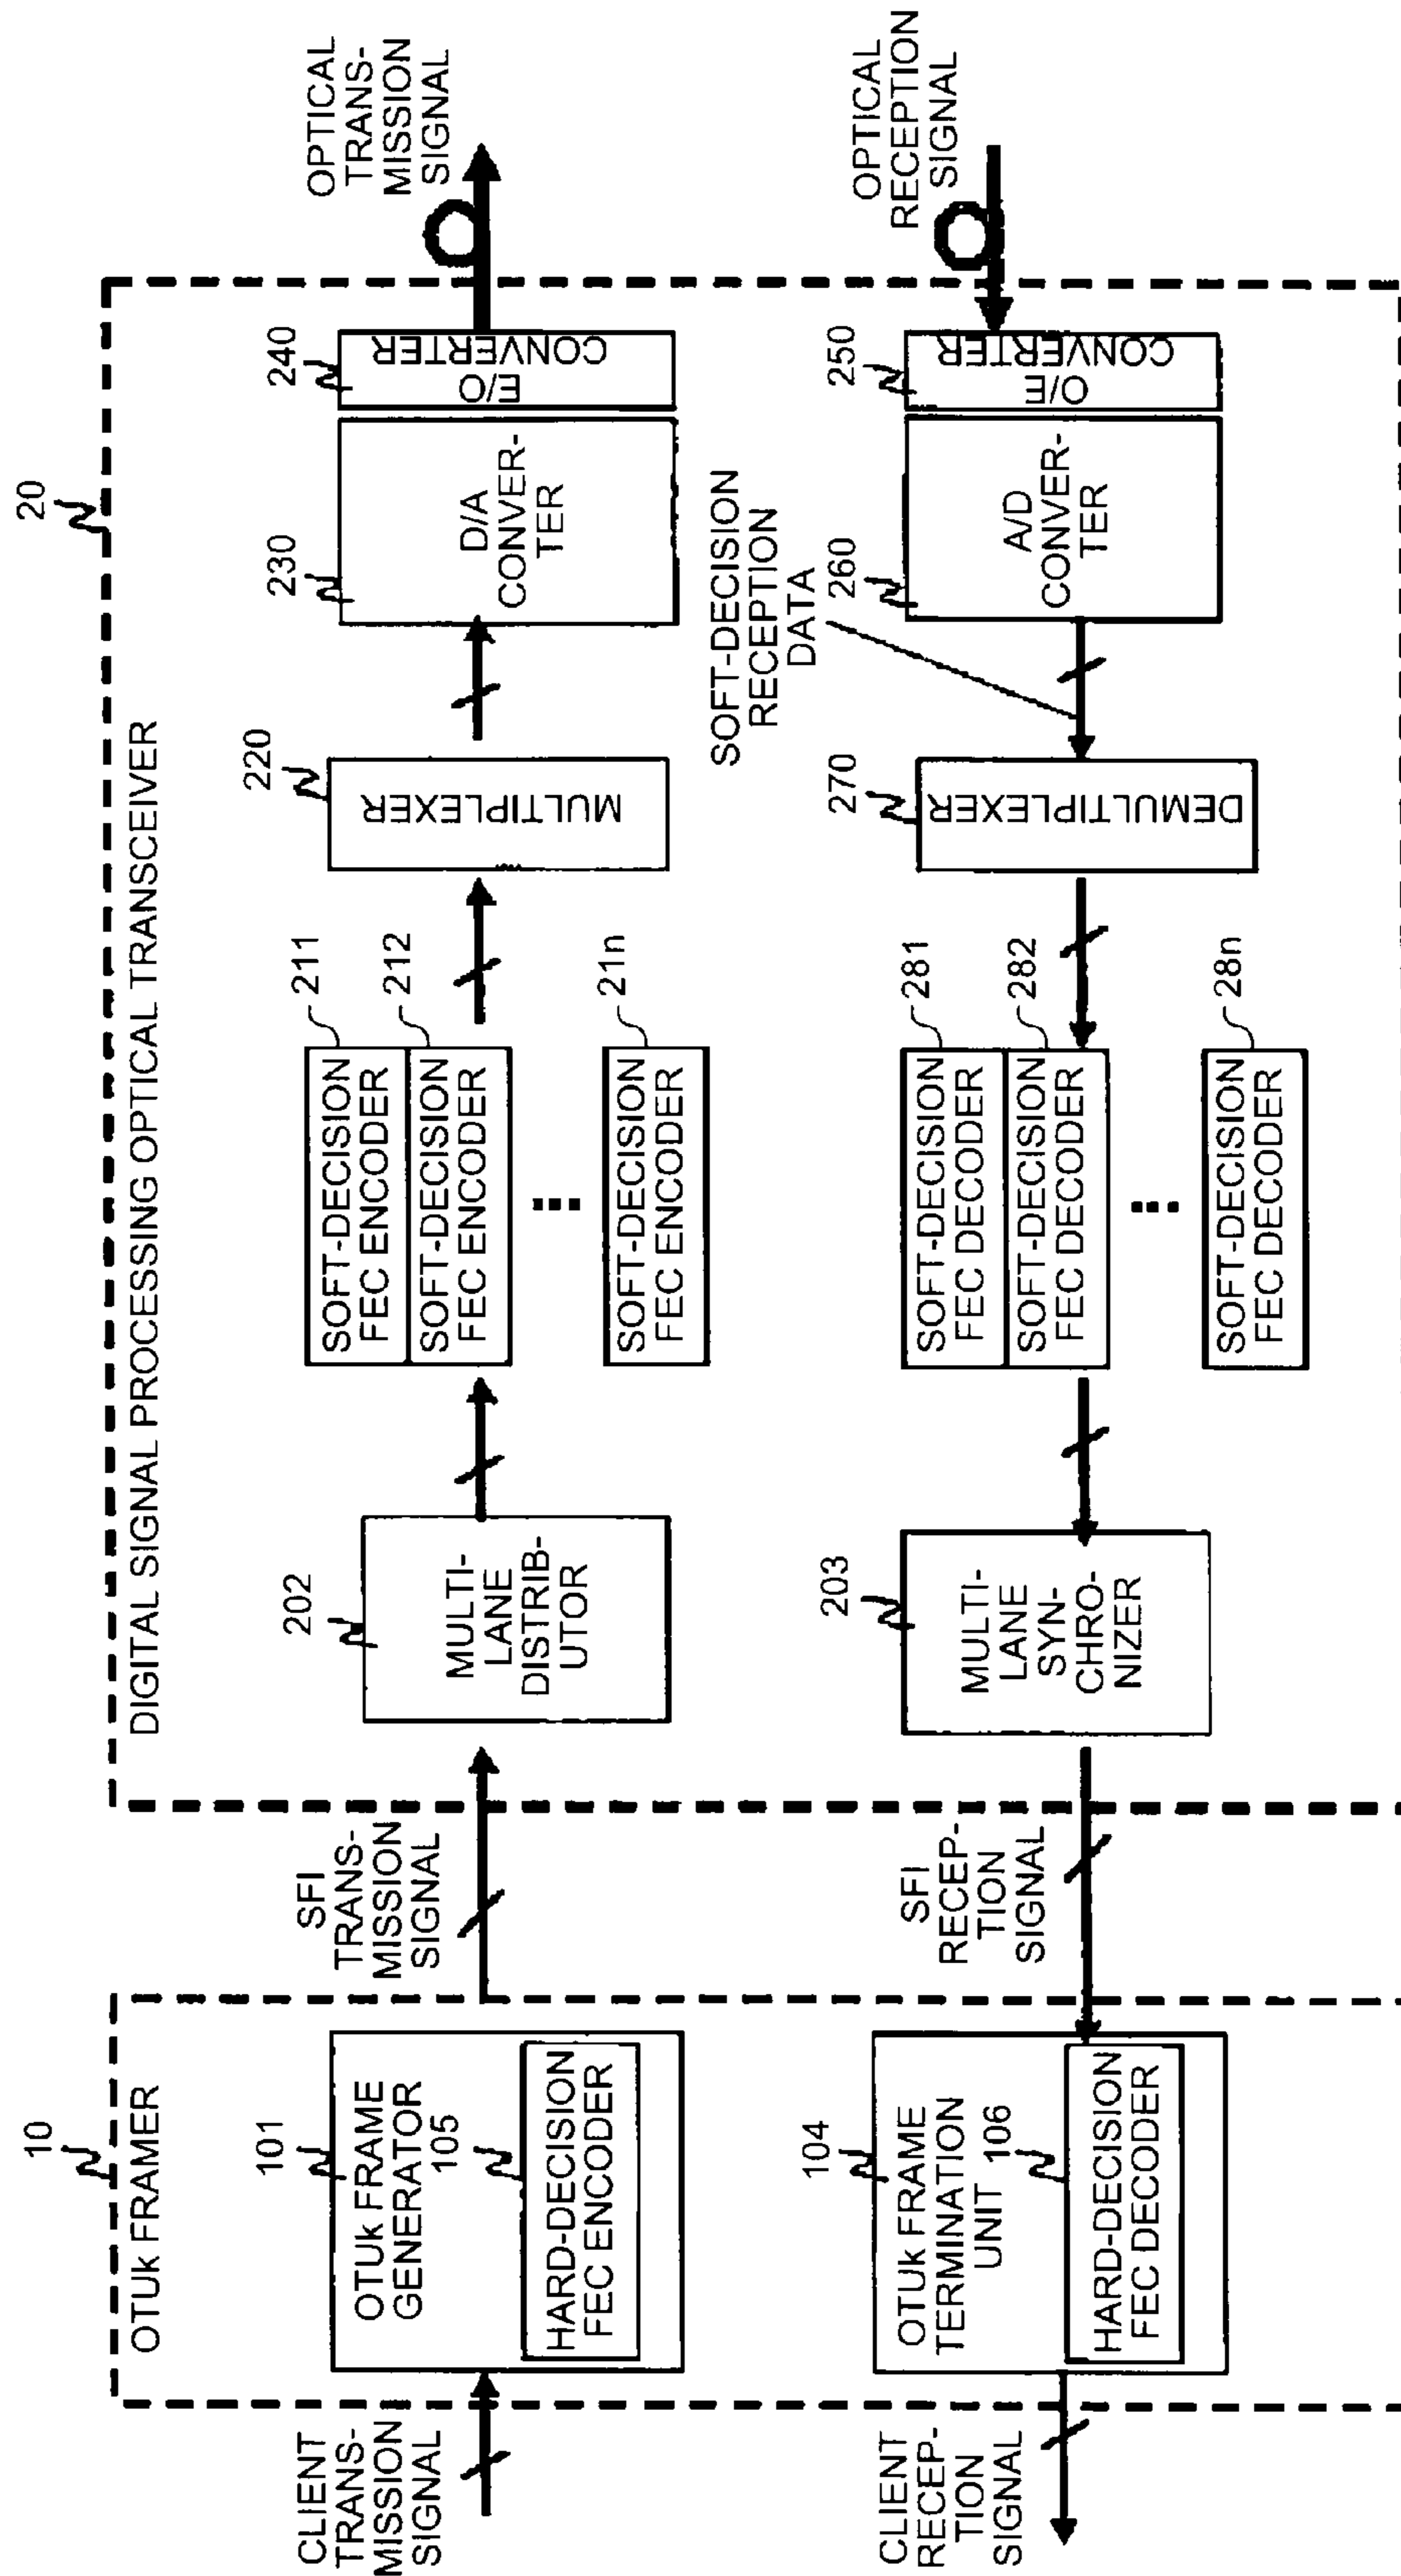 10
OTUk FRAMER
CLIENT
TRANS-
MISSION
SIGNAL
101
OTUk FRAME
GENERATOR
105
HARD-DECISION
FEC ENCODER
CLIENT
RECEP-
TION
SIGNAL
104
OTUk FRAME
TERMINATION
UNIT
106
HARD-DECISION
FEC DECODER
SFI
TRANS-
MISSION
SIGNAL
SFI
RECEP-
TION
SIGNAL
20
DIGITAL SIGNAL PROCESSING OPTICAL TRANSCEIVER
202
MULTI-
LANE
DISTRIB-
UTOR
211
SOFT-DECISION
FEC ENCODER
212
SOFT-DECISION
FEC ENCODER
21n
SOFT-DECISION
FEC ENCODER
220
MULTIPLEXER
230
D/A
CONVER-
TER
240
E/O
CONVERTER
OPTICAL
TRANS-
MISSION
SIGNAL
203
MULTI-
LANE
SYN-
CHRO-
NIZER
281
SOFT-DECISION
FEC DECODER
282
SOFT-DECISION
FEC DECODER
28n
SOFT-DECISION
FEC DECODER
270
DEMULTIPLEXER
SOFT-DECISION
RECEPTION
DATA
260
A/D
CONVER-
TER
250
O/E
CONVERTER
OPTICAL
RECEPTION
SIGNAL